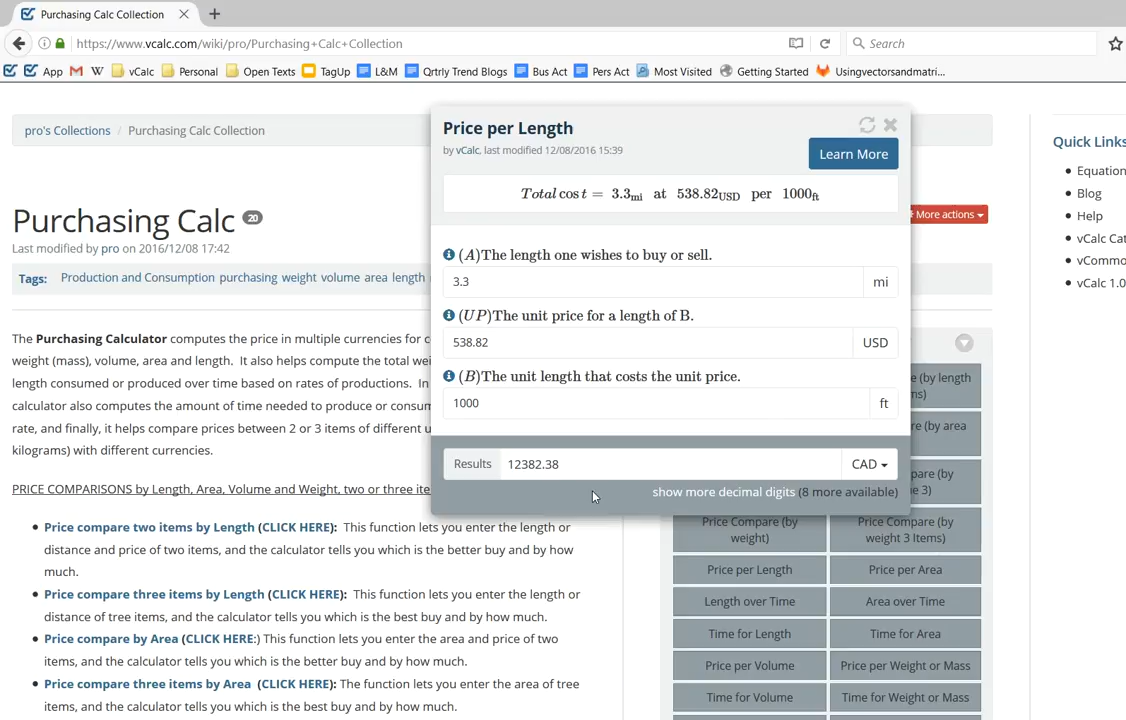 Purchasing Calc Collection
https://www.vcalc.com/wiki/pro/Purchasing+Calc+Collection
Search
App W vCalc Personal Open Texts TagUp L&M Qrtrly Trend Blogs Bus Act Pers Act Most Visited Getting Started Usingvectorsandmatri...
pro's Collections / Purchasing Calc Collection
Purchasing Calc 20
Last modified by pro on 2016/12/08 17:42
More actions
Tags: Production and Consumption purchasing weight volume area length
The Purchasing Calculator computes the price in multiple currencies for c
weight (mass), volume, area and length. It also helps compute the total wei
length consumed or produced over time based on rates of productions. In
calculator also computes the amount of time needed to produce or consum
rate, and finally, it helps compare prices between 2 or 3 items of different u
kilograms) with different currencies.
PRICE COMPARISONS by Length, Area, Volume and Weight, two or three ite
Price compare two items by Length (CLICK HERE): This function lets you enter the length or
distance and price of two items, and the calculator tells you which is the better buy and by how
much.
Price compare three items by Length (CLICK HERE): This function lets you enter the length or
distance of tree items, and the calculator tells you which is the best buy and by how much.
Price compare by Area (CLICK HERE:) This function lets you enter the area and price of two
items, and the calculator tells you which is the better buy and by how much.
Price compare three items by Area (CLICK HERE): The function lets you enter the area of tree
items, and the calculator tells you which is the best buy and by how much.
Price per Length
by vCalc, last modified 12/08/2016 15:39
Learn More
Total cost = 3.3mi at 538.82USD per 1000ft
(A)The length one wishes to buy or sell.
3.3 mi
(UP)The unit price for a length of B.
538.82 USD
(B)The unit length that costs the unit price.
1000 ft
Results 12382.38 CAD
show more decimal digits (8 more available)
e (by length
ns)
re (by area
pare (by
e 3)
Price Compare (by
weight)
Price Compare (by
weight 3 Items)
Price per Length
Price per Area
Length over Time
Area over Time
Time for Length
Time for Area
Price per Volume
Price per Weight or Mass
Time for Volume
Time for Weight or Mass
Quick Links
Equation
Blog
Help
vCalc Cat
vCommo
vCalc 1.0